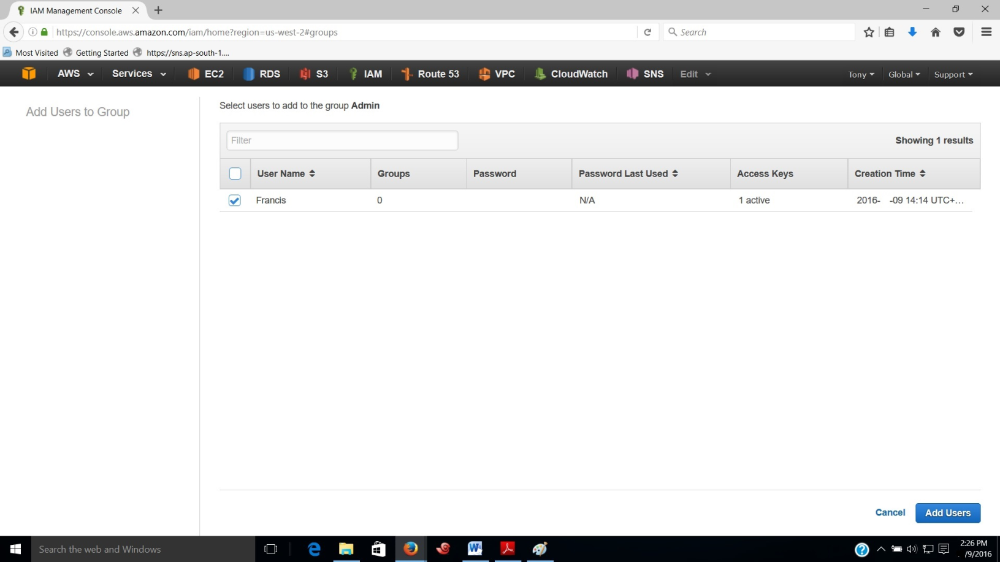 IAM Management Console
https://console.aws.amazon.com/iam/home?region=us-west-2#groups
Search
Most Visited Getting Started https://sns.ap-south-1....
AWS Services EC2 RDS S3 IAM Route 53 VPC CloudWatch SNS Edit Tony Global Support
Add Users to Group
Select users to add to the group Admin
Filter
Showing 1 results
User Name Groups Password Password Last Used Access Keys Creation Time
Francis 0 N/A 1 active 2016- -09 14:14 UTC+...
Cancel Add Users
Search the web and Windows
2:26 PM
/9/2016